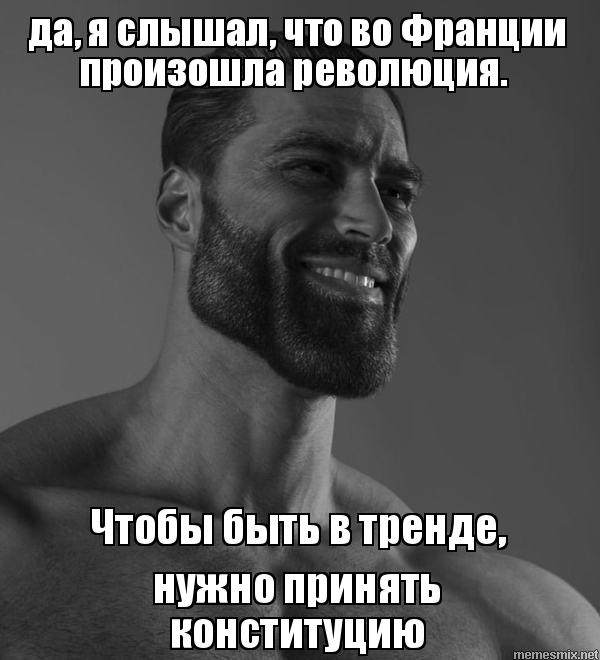 да, я слышал, что во Франции
произошла революция.
Чтобы быть в тренде,
нужно принять
конституцию
memesmix.net